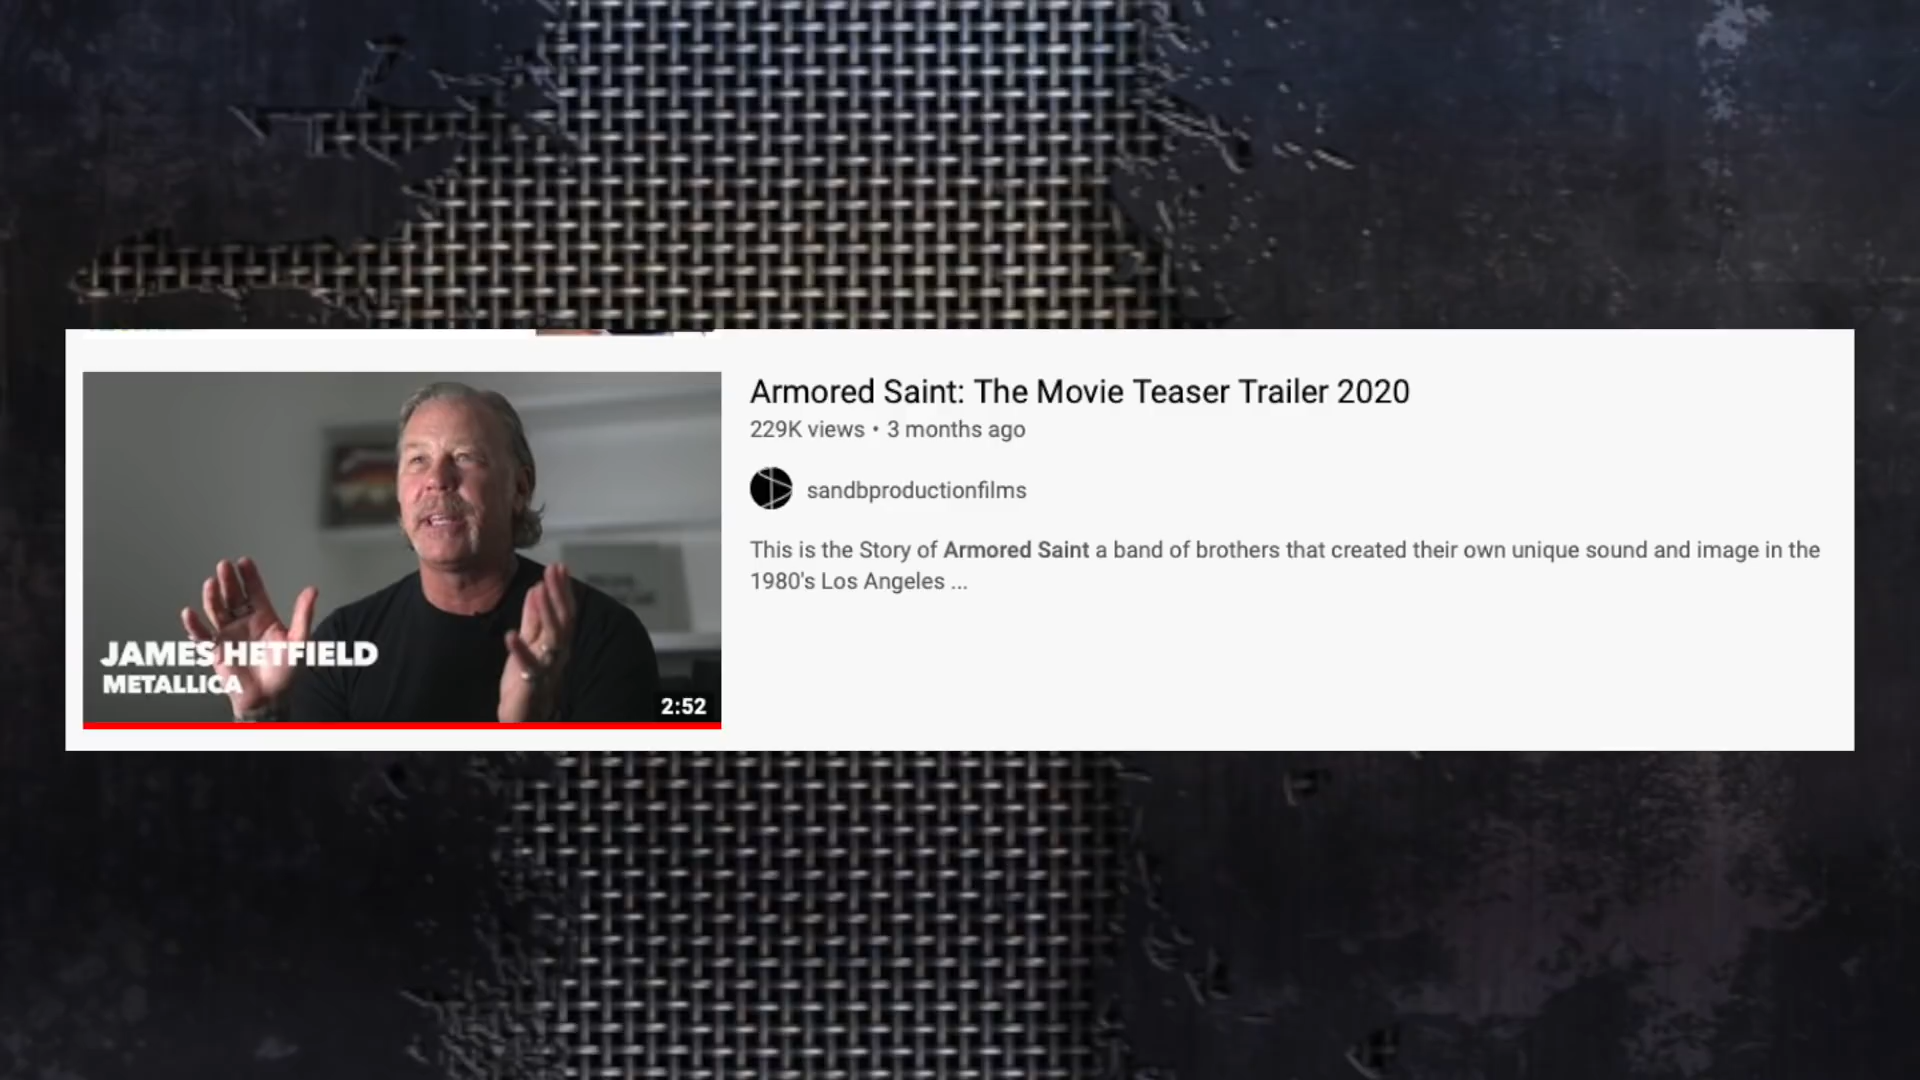 Armored Saint: The Movie Teaser Trailer 2020
229K views • 3 months ago
sandbproductionfilms
This is the Story of Armored Saint a band of brothers that created their own unique sound and image in the
1980's Los Angeles ...
JAMES HETFIELD
METALLICA
2:52